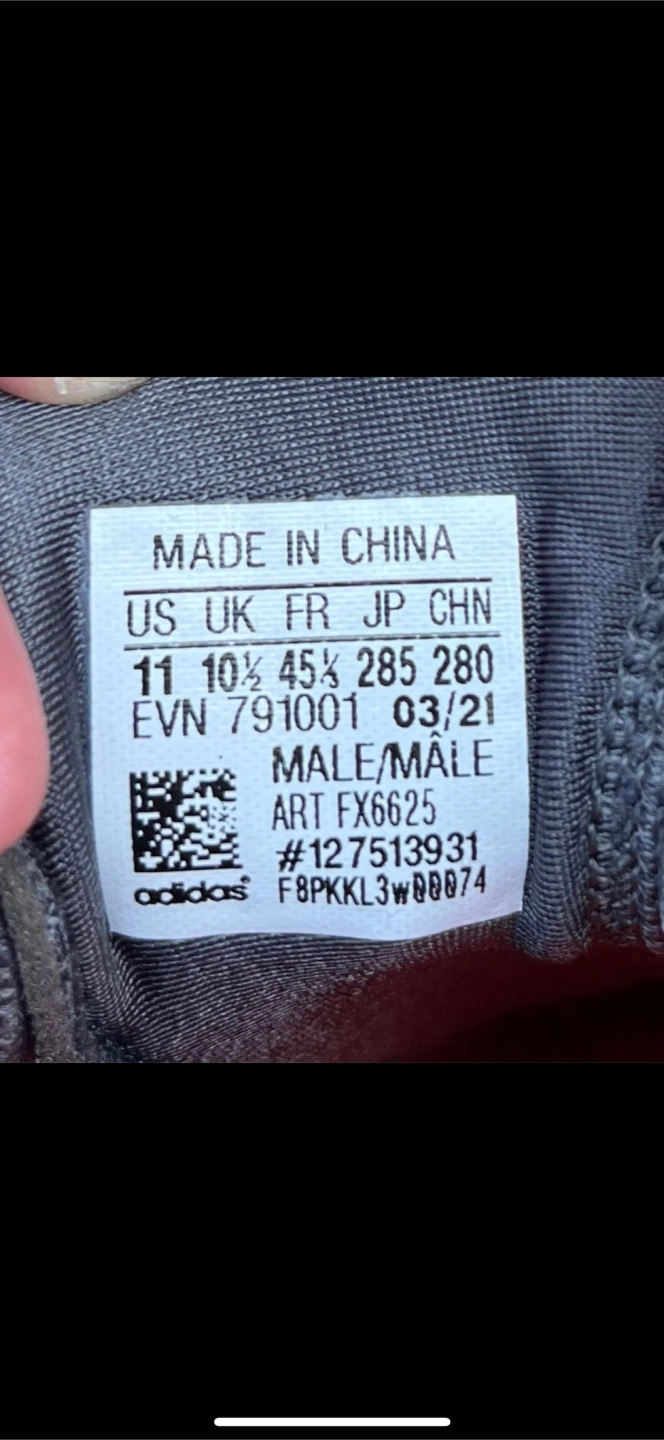 MADE IN CHINA
US UK FR JP CHN
11 10½ 45⅓ 285 280
EVN 791001 03/21
MALE/MÂLE
ART FX6625
#127513931
adidas® F8PKKL3w00074